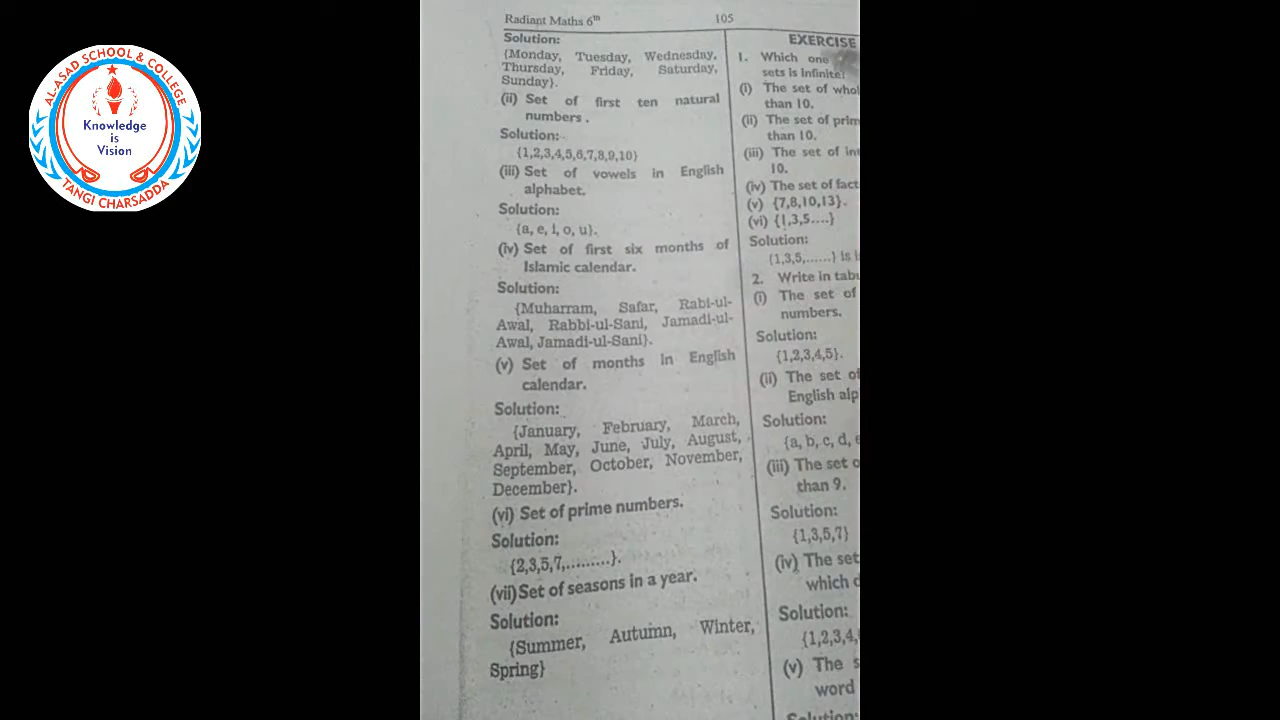 AL-ASAD SCHOOL & COLLEGE
Knowledge
is
Vision
TANGI CHARSADDA
Radiant Maths 6th
105
Solution:
{Monday, Tuesday, Wednesday,
Thursday, Friday, Saturday,
Sunday}.
(ii) Set of first ten natural
numbers .
Solution:
{1,2,3,4,5,6,7,8,9,10}
(iii) Set of vowels in English
alphabet.
Solution:
{a, e, i, o, u}.
(iv) Set of first six months of
Islamic calendar.
Solution:
{Muharram, Safar, Rabi-ul-
Awal, Rabbi-ul-Sani, Jamadi-ul-
Awal, Jamadi-ul-Sani}.
(v) Set of months in English
calendar.
Solution:
{January, February, March,
April, May, June, July, August,
September, October, November,
December}.
(vi) Set of prime numbers.
Solution:
{2,3,5,7,.........}.
(vii) Set of seasons in a year.
Solution:
{Summer, Autumn, Winter,
Spring}
EXERCISE
1. Which one
sets is infinite?
(i) The set of
than 10.
(ii) The set of
than 10.
(iii) The set of
10.
(iv) The set of
(v) {7,8,10,13}.
(vi) {1,3,5....}
Solution:
{1,3,5,......} is
2. Write in
(i) The set of
numbers.
Solution:
{1,2,3,4,5}.
(ii) The set of
English
Solution:
{a, b, c, d,
(iii) The set
than 9.
Solution:
{1,3,5,7}
(iv) The set
which
Solution:
{1,2,3,4,
(v) The
word
Solution: